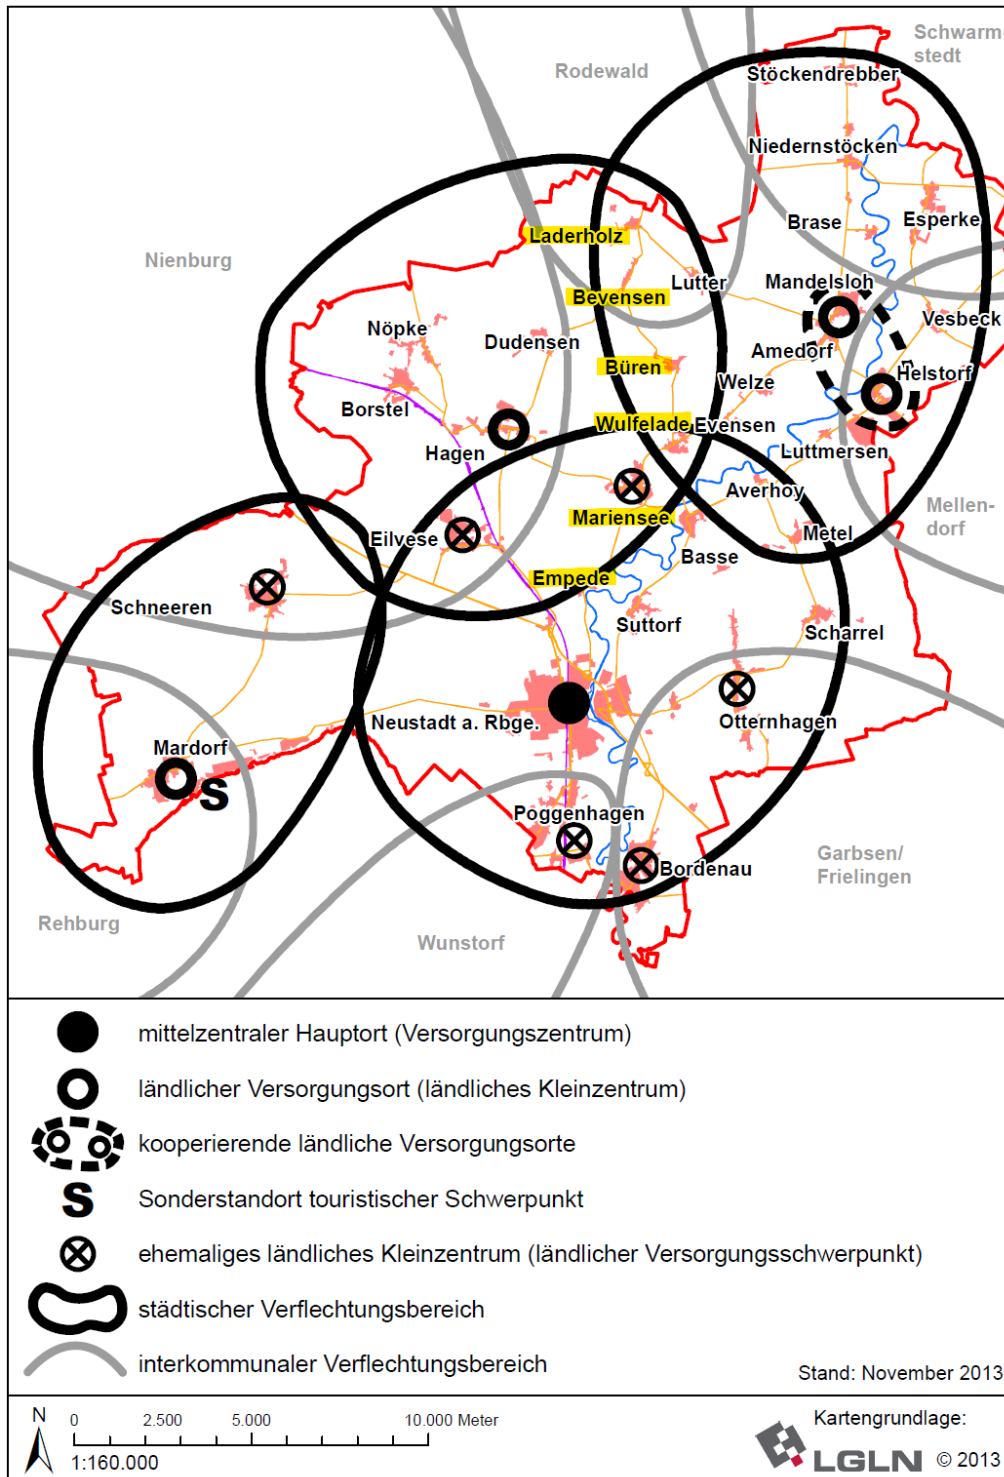 Schwarm-
stedt
Rodewald
Stöckendrebber
Niedernstöcken
Brase
Esperke
Laderholz
Nienburg
Lutter
Mandelsloh
Bevensen
Vesbeck
Nöpke
Dudensen
Amedorf
Büren
Helstorf
Welze
Borstel
Wulfelade
Evensen
Hagen
Luttmersen
Averhoy
Mellen-
dorf
Mariensee
Metel
Eilvese
Basse
Empede
Schneeren
Suttorf
Scharrel
Neustadt a. Rbge.
Otternhagen
Mardorf
S
Poggenhagen
Bordenau
Garbsen/
Frielingen
Rehburg
Wunstorf
mittelzentraler Hauptort (Versorgungszentrum)
ländlicher Versorgungsort (ländliches Kleinzentrum)
kooperierende ländliche Versorgungsorte
S Sonderstandort touristischer Schwerpunkt
ehemaliges ländliches Kleinzentrum (ländlicher Versorgungsschwerpunkt)
städtischer Verflechtungsbereich
interkommunaler Verflechtungsbereich
Stand: November 2013
N
0 2.500 5.000 10.000 Meter
1:160.000
Kartengrundlage:
LGLN © 2013